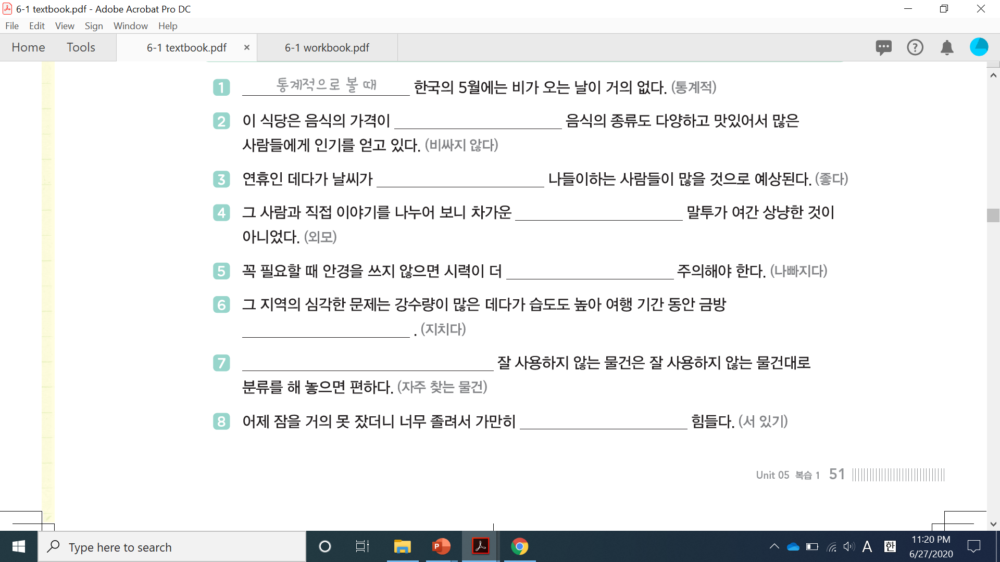 6-1 textbook.pdf - Adobe Acrobat Pro DC
File Edit View Sign Window Help
Home Tools 6-1 textbook.pdf × 6-1 workbook.pdf
1 통계적으로 볼 때 한국의 5월에는 비가 오는 날이 거의 없다. (통계적)
2 이 식당은 음식의 가격이 음식의 종류도 다양하고 맛있어서 많은
사람들에게 인기를 얻고 있다. (비싸지 않다)
3 연휴인 데다가 날씨가 나들이하는 사람들이 많을 것으로 예상된다. (좋다)
4 그 사람과 직접 이야기를 나누어 보니 차가운 말투가 여간 상냥한 것이
아니었다. (외모)
5 꼭 필요할 때 안경을 쓰지 않으면 시력이 더 주의해야 한다. (나빠지다)
6 그 지역의 심각한 문제는 강수량이 많은 데다가 습도도 높아 여행 기간 동안 금방
. (지치다)
7 잘 사용하지 않는 물건은 잘 사용하지 않는 물건대로
분류를 해 놓으면 편하다. (자주 찾는 물건)
8 어제 잠을 거의 못 잤더니 너무 졸려서 가만히 힘들다. (서 있기)
Unit 05 복습 1 51
Type here to search
P
A 한
11:20 PM
6/27/2020